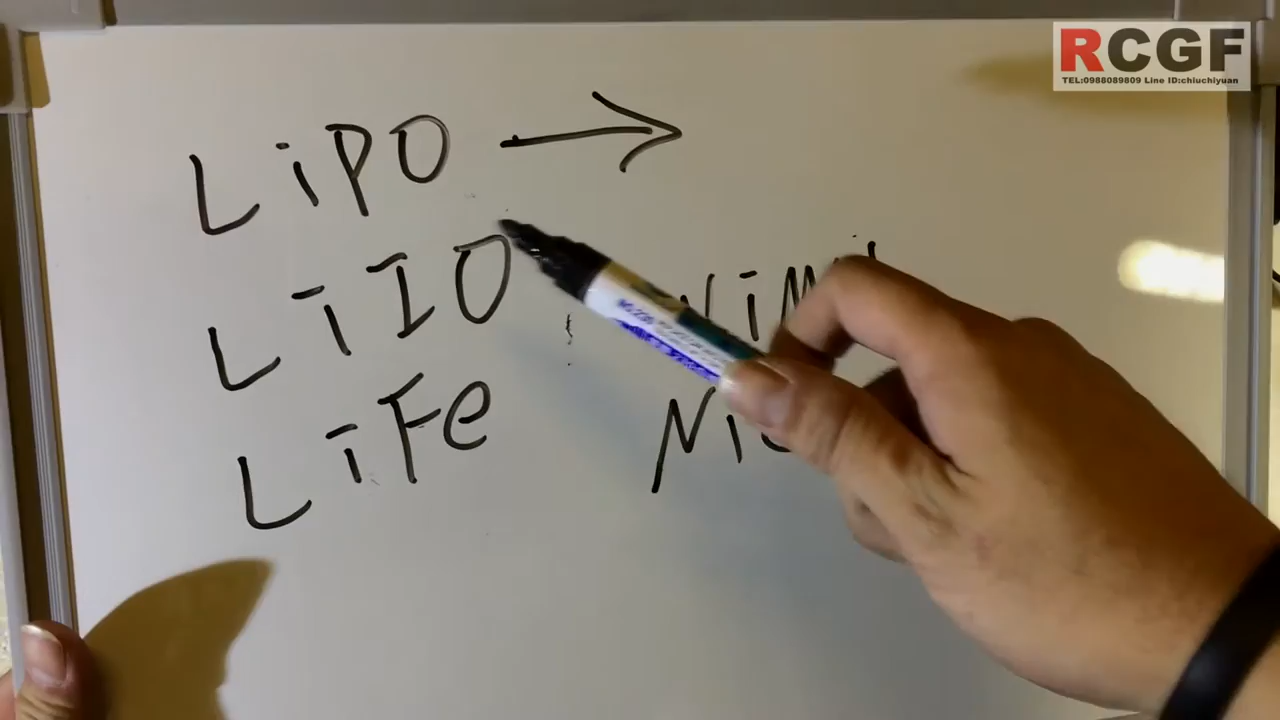 RCGF
TEL:0988089809 Line ID:chiuchiyuan
LiPO →
LiIO
LiFe